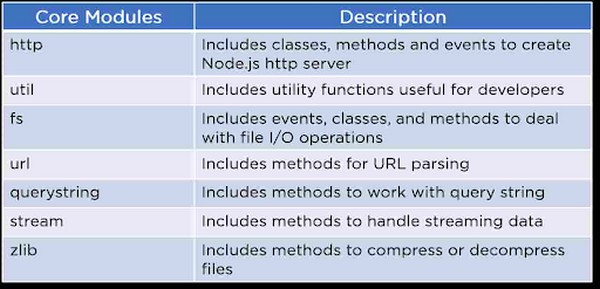 Core Modules Description
http Includes classes, methods and events to create
Node.js http server
util Includes utility functions useful for developers
fs Includes events, classes, and methods to deal
with file I/O operations
url Includes methods for URL parsing
querystring Includes methods to work with query string
stream Includes methods to handle streaming data
zlib Includes methods to compress or decompress
files